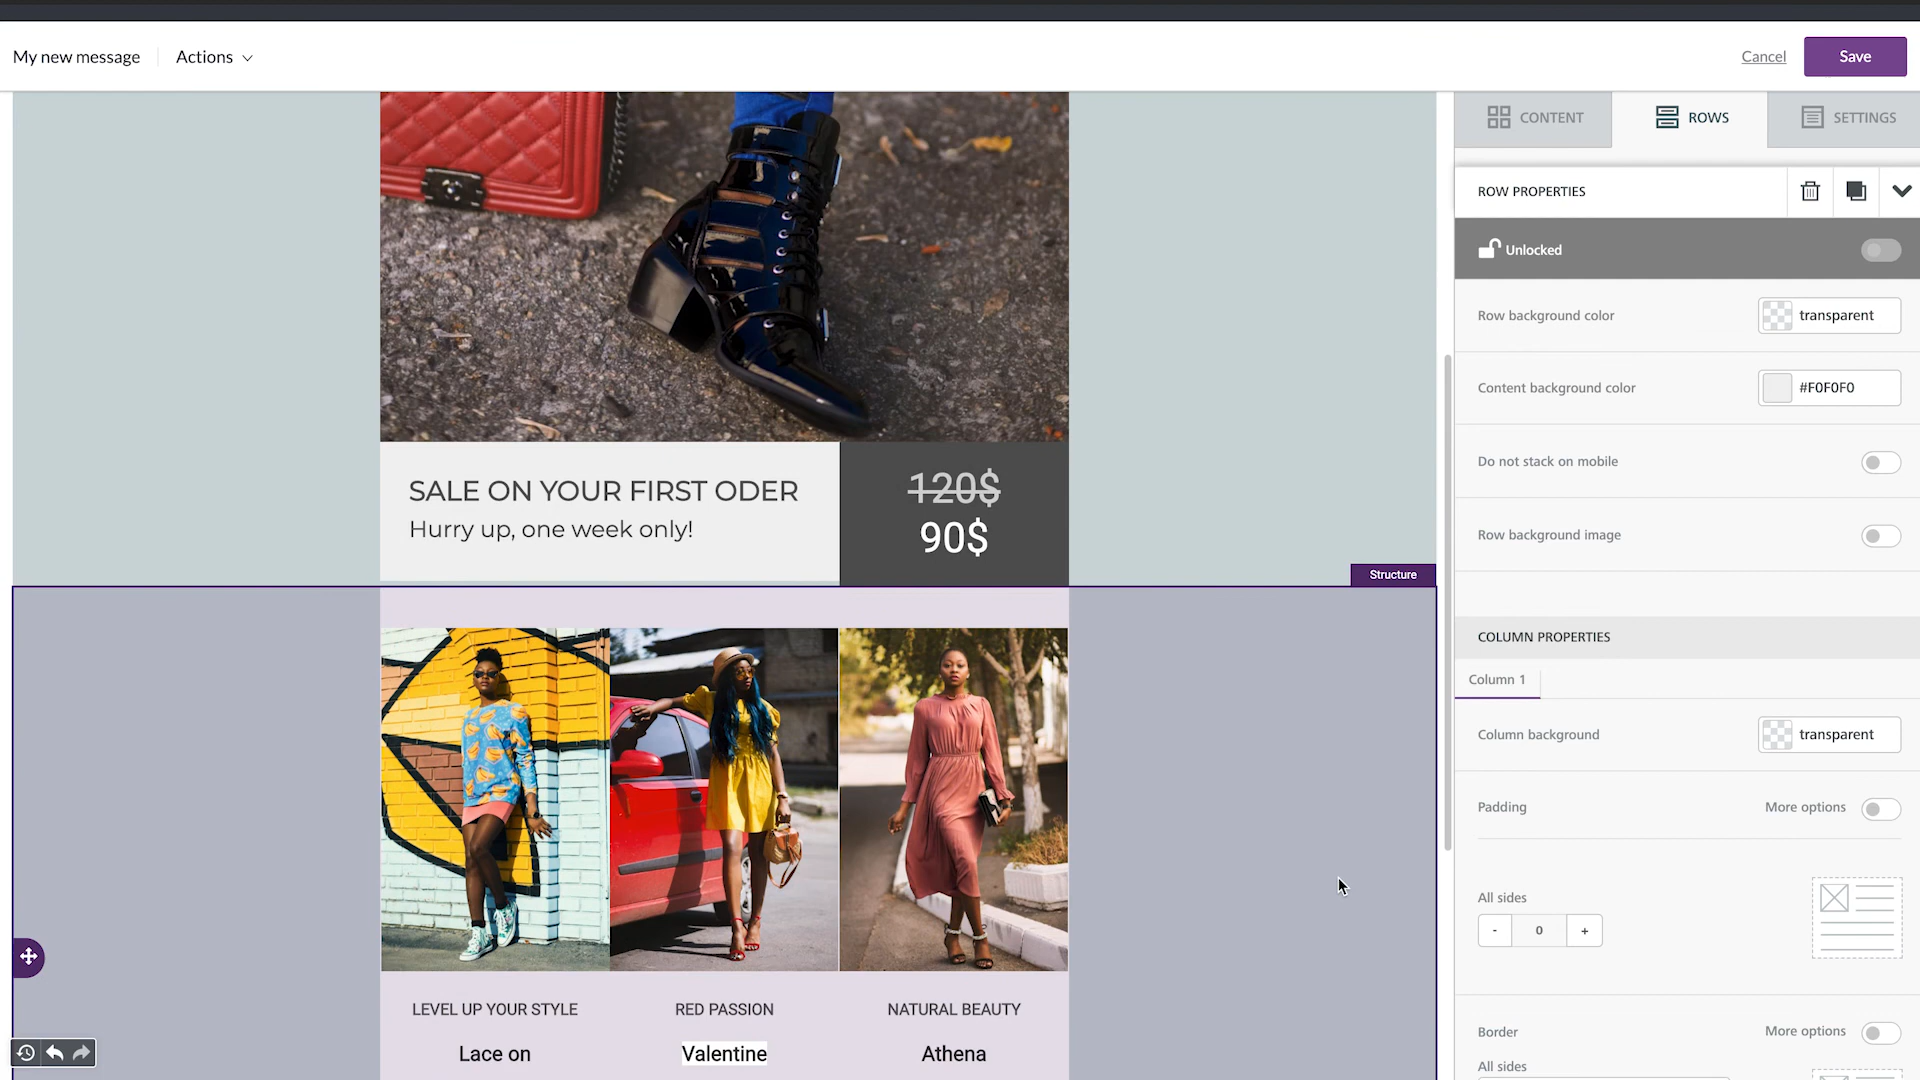 My new message
Actions
Cancel
Save
CONTENT
ROWS
SETTINGS
ROW PROPERTIES
Unlocked
Row background color
transparent
Content background color
#F0F0F0
Do not stack on mobile
Row background image
SALE ON YOUR FIRST ODER
Hurry up, one week only!
120$
90$
Structure
COLUMN PROPERTIES
Column 1
Column background
transparent
Padding
More options
All sides
-
0
+
Border
More options
All sides
LEVEL UP YOUR STYLE
RED PASSION
NATURAL BEAUTY
Lace on
Valentine
Athena